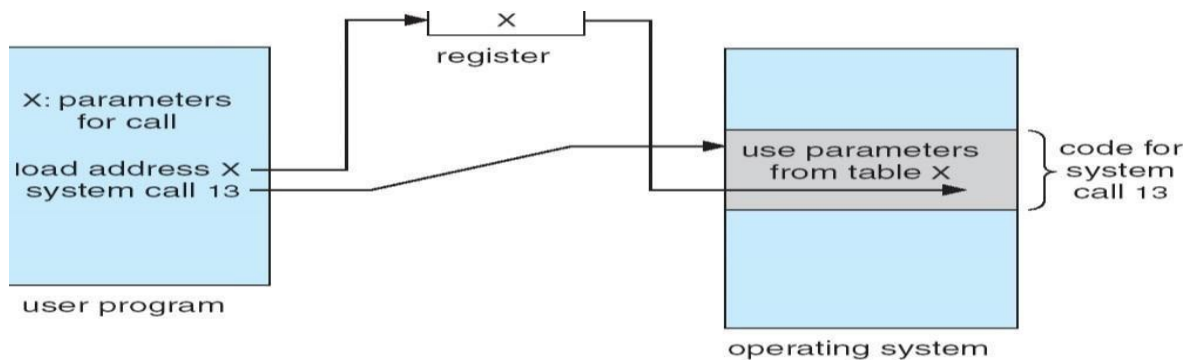 X
register
X: parameters
for call
load address X
system call 13
user program
use parameters
from table X
code for
system
call 13
operating system